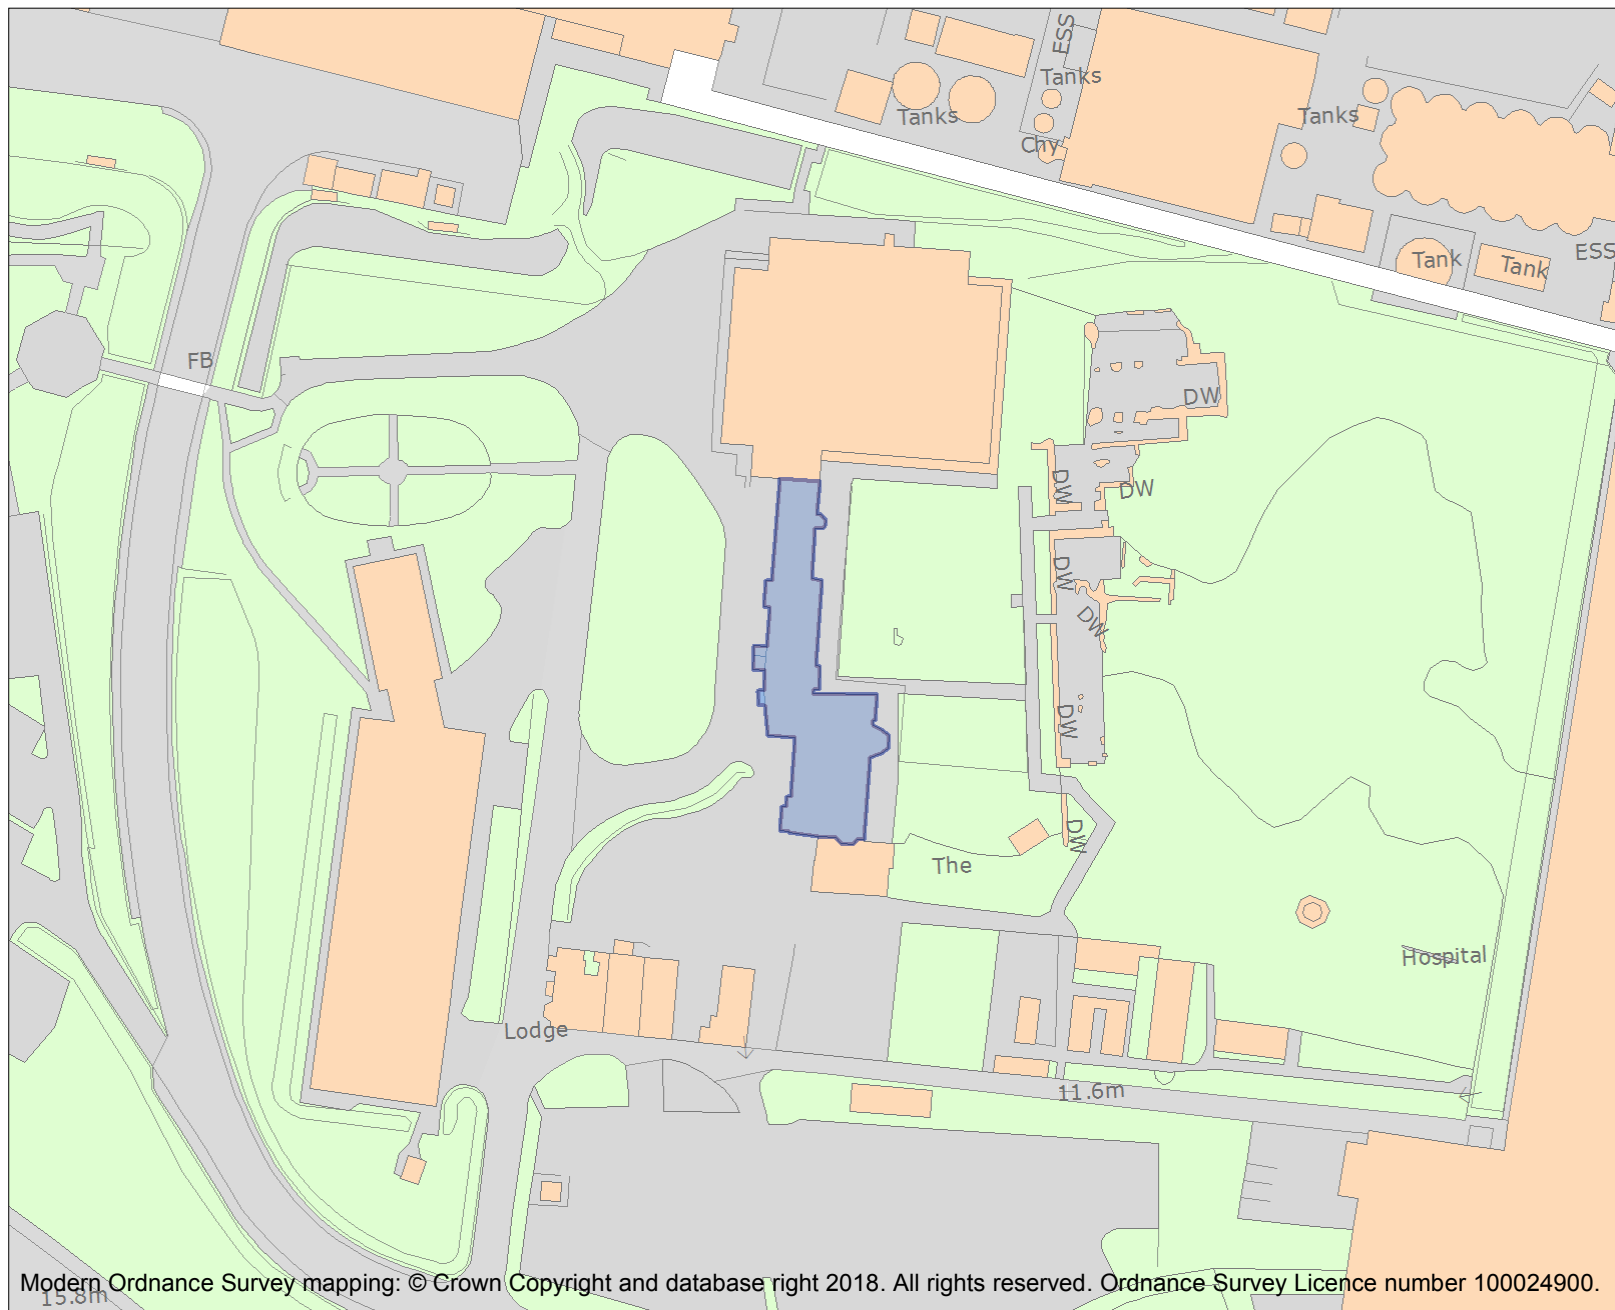 ESS
Tanks
Tanks
Tanks
Chy
ESS
Tank
Tank
FB
DW
DW
DW
DW
DW
DW
DW
The
Hospital
Lodge
11.6m
Modern Ordnance Survey mapping: © Crown Copyright and database right 2018. All rights reserved. Ordnance Survey Licence number 100024900.
15.8m